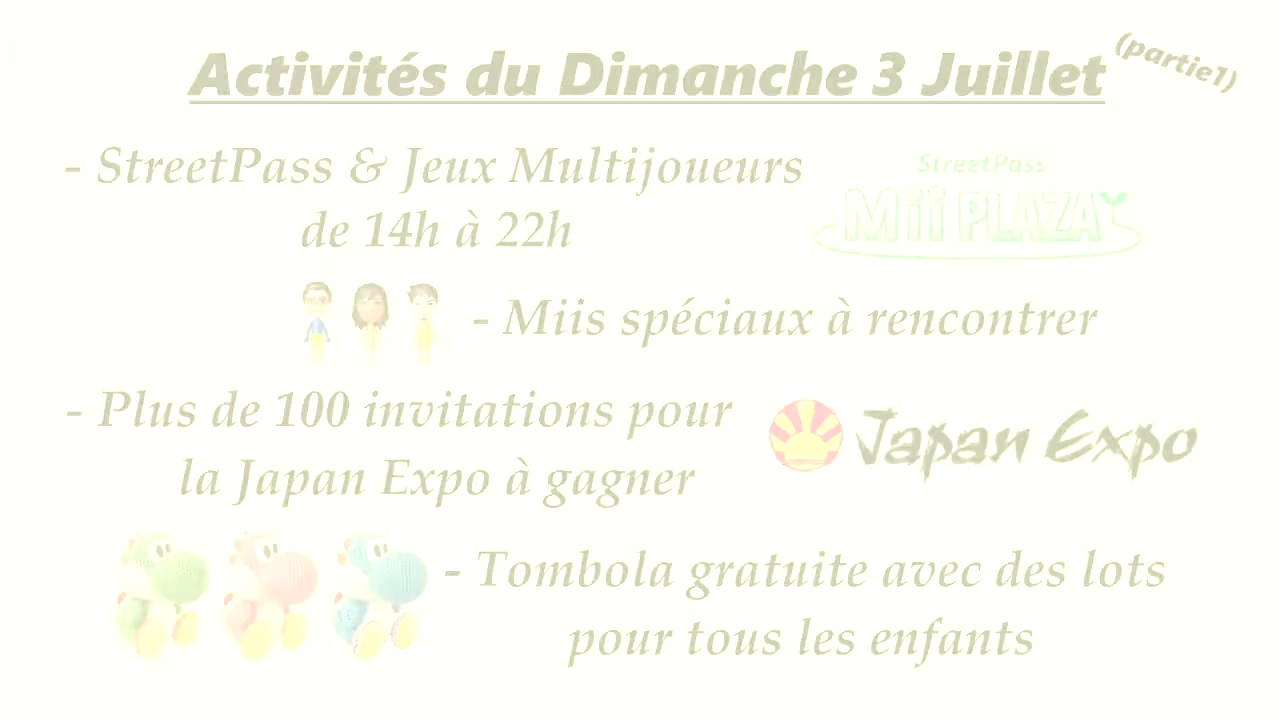 Activités du Dimanche 3 Juillet (partie1)
- StreetPass & Jeux Multijoueurs
de 14h à 22h
StreetPass
Mii PLAZA
- Miis spéciaux à rencontrer
- Plus de 100 invitations pour
la Japan Expo à gagner
Japan Expo
- Tombola gratuite avec des lots
pour tous les enfants